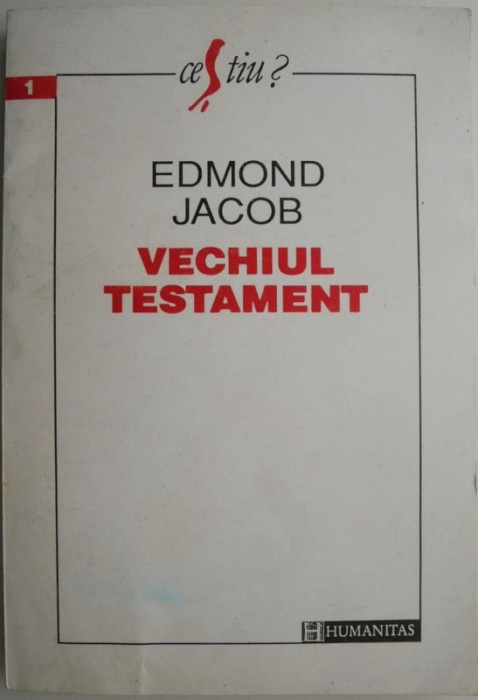 ce Știu?
1
EDMOND
JACOB
VECHIUL
TESTAMENT
HUMANITAS